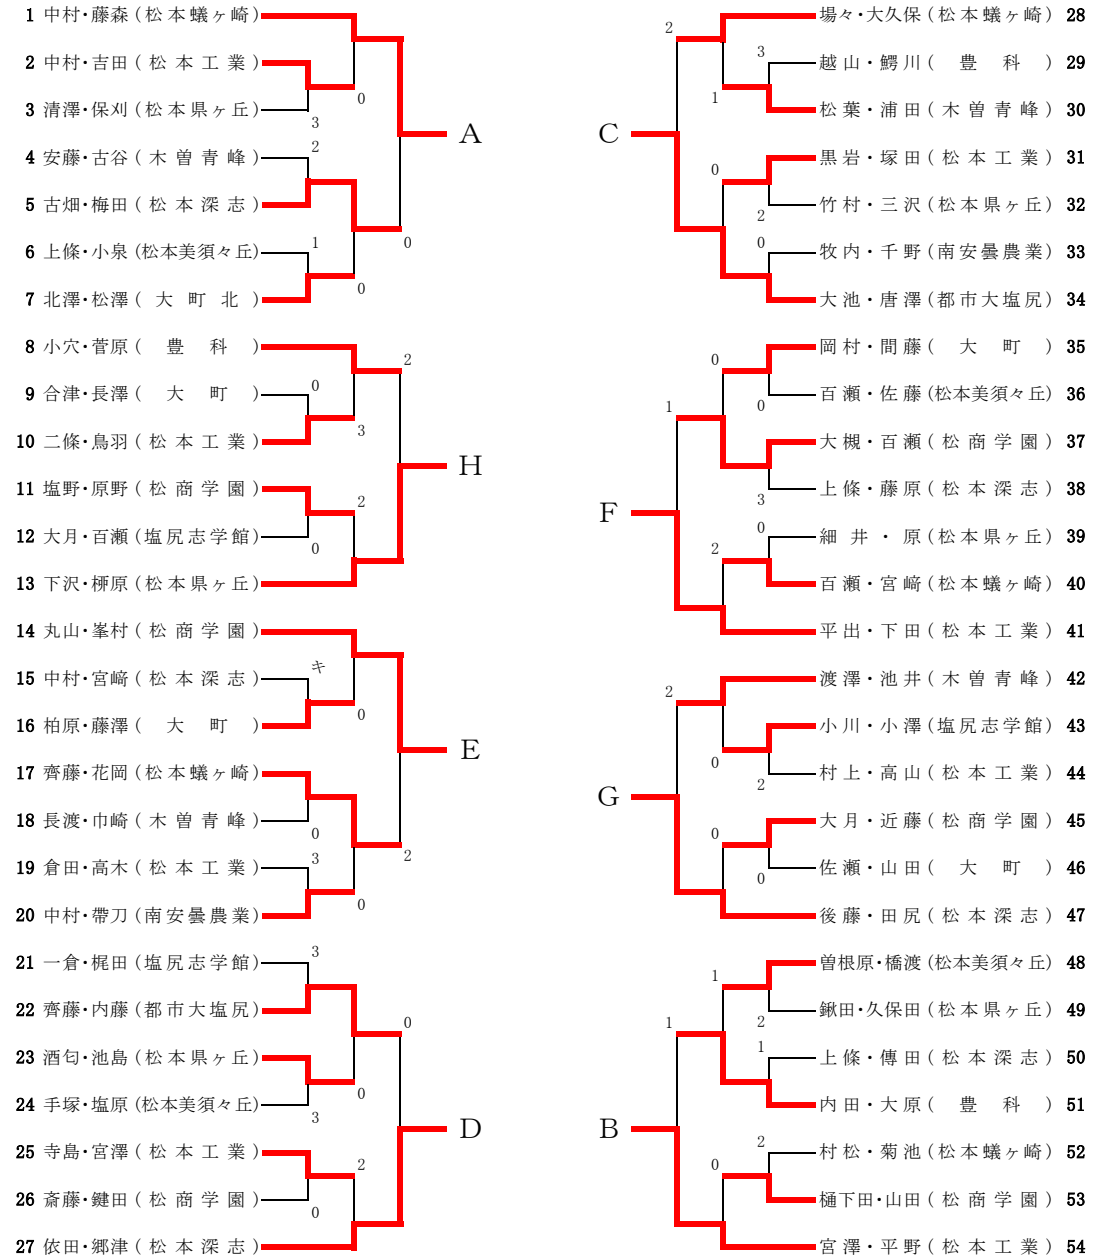 1 中村・藤森（松本蟻ヶ崎）
2 中村・吉田（松本工業）
3
0
3 清澤・保刈（松本県ヶ丘）
A
4 安藤・古谷（木曽青峰）
2
5 古畑・梅田（松本深志）
0
6 上條・小泉（松本美須々丘）
1
0
7 北澤・松澤（大町北）
8 小穴・菅原（豊科）
2
9 合津・長澤（大町）
0
3
10 二條・鳥羽（松本工業）
H
11 塩野・原野（松商学園）
2
12 大月・百瀬（塩尻志学館）
0
13 下沢・栁原（松本県ヶ丘）
14 丸山・峯村（松商学園）
15 中村・宮﨑（松本深志）
キ
0
16 柏原・藤澤（大町）
E
17 齊藤・花岡（松本蟻ヶ崎）
18 長渡・巾崎（木曽青峰）
0
2
19 倉田・高木（松本工業）
3
0
20 中村・帶刀（南安曇農業）
21 一倉・梶田（塩尻志学館）
3
22 齊藤・内藤（都市大塩尻）
0
23 酒匂・池島（松本県ヶ丘）
0
24 手塚・塩原（松本美須々丘）
3
D
25 寺島・宮澤（松本工業）
2
26 斎藤・鍵田（松商学園）
0
27 依田・郷津（松本深志）
場々・大久保（松本蟻ヶ崎）28
2
3
越山・鰐川（豊科）29
1
松葉・浦田（木曽青峰）30
C
黒岩・塚田（松本工業）31
0
竹村・三沢（松本県ヶ丘）32
2
0
牧内・千野（南安曇農業）33
大池・唐澤（都市大塩尻）34
岡村・間藤（大町）35
0
百瀬・佐藤（松本美須々丘）36
0
1
大槻・百瀬（松商学園）37
上條・藤原（松本深志）38
3
F
0
細井・原（松本県ヶ丘）39
2
百瀬・宮﨑（松本蟻ヶ崎）40
平出・下田（松本工業）41
渡澤・池井（木曽青峰）42
2
小川・小澤（塩尻志学館）43
0
村上・高山（松本工業）44
2
G
大月・近藤（松商学園）45
0
佐瀬・山田（大町）46
0
後藤・田尻（松本深志）47
曽根原・橋渡（松本美須々丘）48
1
鍬田・久保田（松本県ヶ丘）49
2
1
1
上條・傳田（松本深志）50
内田・大原（豊科）51
B
2
村松・菊池（松本蟻ヶ崎）52
0
樋下田・山田（松商学園）53
宮澤・平野（松本工業）54